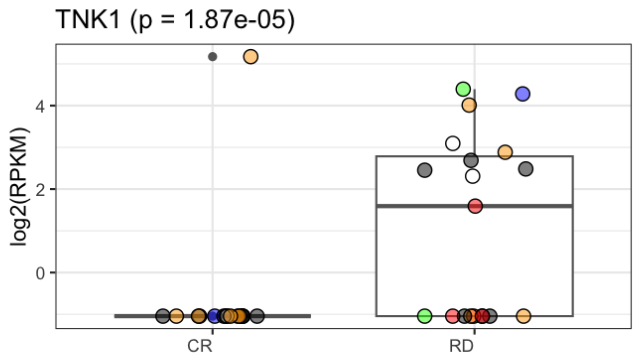 TNK1 (p = 1.87e-05)
log2(RPKM)
4
2
0
CR
RD